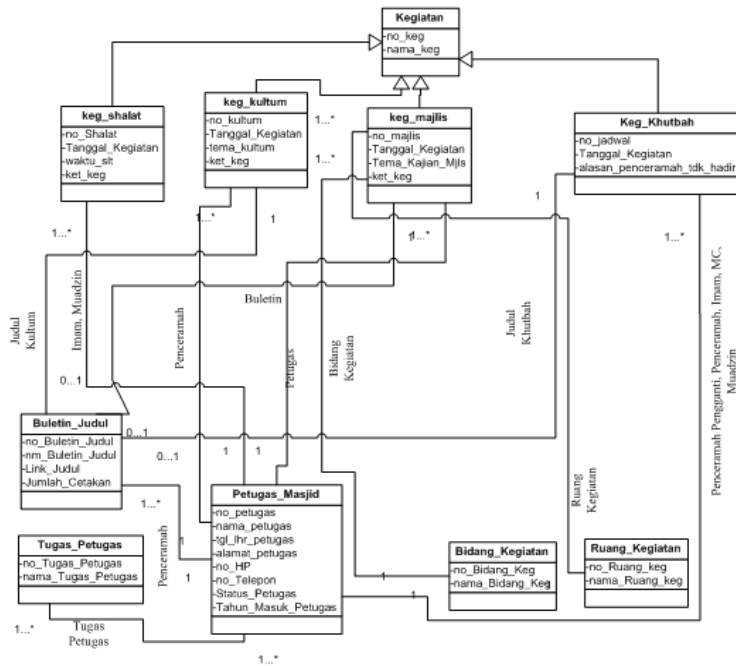 Kegiatan
-no_keg
-nama_keg
keg_shalat
-no_Shalat
-Tanggal_Kegiatan
-waktu_slt
-ket_keg
keg_kultum
-no_kultum
-Tanggal_Kegiatan
-tema_kultum
-ket_keg
1...*
1...*
keg_majlis
-no_majlis
-Tanggal_Kegiatan
-Tema_Kajian_Mjls
-ket_keg
Keg_Khutbah
-no_jadwal
-Tanggal_Kegiatan
-alasan_penceramah_tdk_hadir
1...*
1...*
1
1
1...*
1
1...*
Judul
Kultum
Imam, Muadzin
Penceramah
Buletin
Petugas
Bidang
Kegiatan
Judul
Khutbah
Penceramah Pengganti, Penceramah, Imam, MC,
Muadzin
0...1
0...1
0...1
1
1
Buletin_Judul
-no_Buletin_Judul
-nm_Buletin_Judul
-Link_Judul
-Jumlah_Cetakan
1...*
Penceramah
1
1
Petugas_Masjid
-no_petugas
-nama_petugas
-tgl_lhr_petugas
-alamat_petugas
-no_HP
-no_Telepon
-Status_Petugas
-Tahun_Masuk_Petugas
Ruang
Kegiatan
Tugas_Petugas
-no_Tugas_Petugas
-nama_Tugas_Petugas
Bidang_Kegiatan
-no_Bidang_Keg
-nama_Bidang_Keg
Ruang_Kegiatan
-no_Ruang_keg
-nama_Ruang_keg
1
1
1
1...*
Tugas
Petugas
1...*